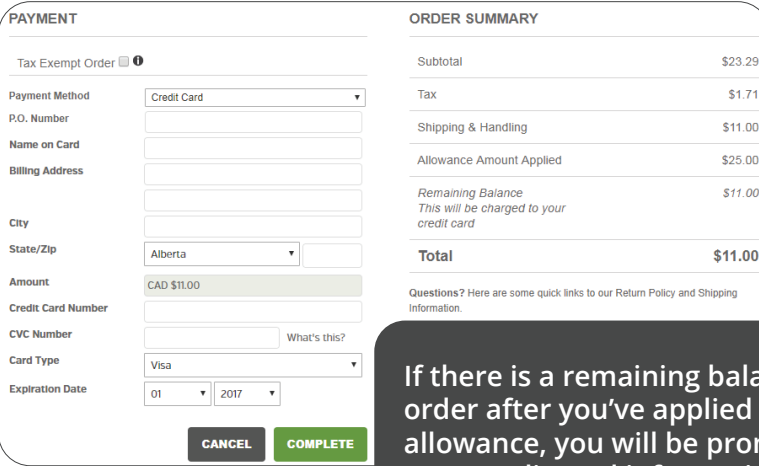 PAYMENT
Tax Exempt Order
Payment Method Credit Card
P.O. Number
Name on Card
Billing Address
City
State/Zip Alberta
Amount CAD $11.00
Credit Card Number
CVC Number What's this?
Card Type Visa
Expiration Date 01 2017
CANCEL COMPLETE
ORDER SUMMARY
Subtotal $23.29
Tax $1.71
Shipping & Handling $11.00
Allowance Amount Applied $25.00
Remaining Balance $11.00
This will be charged to your
credit card
Total $11.00
Questions? Here are some quick links to our Return Policy and Shipping
Information.
If there is a remaining
order after you've applied
allowance, you will be